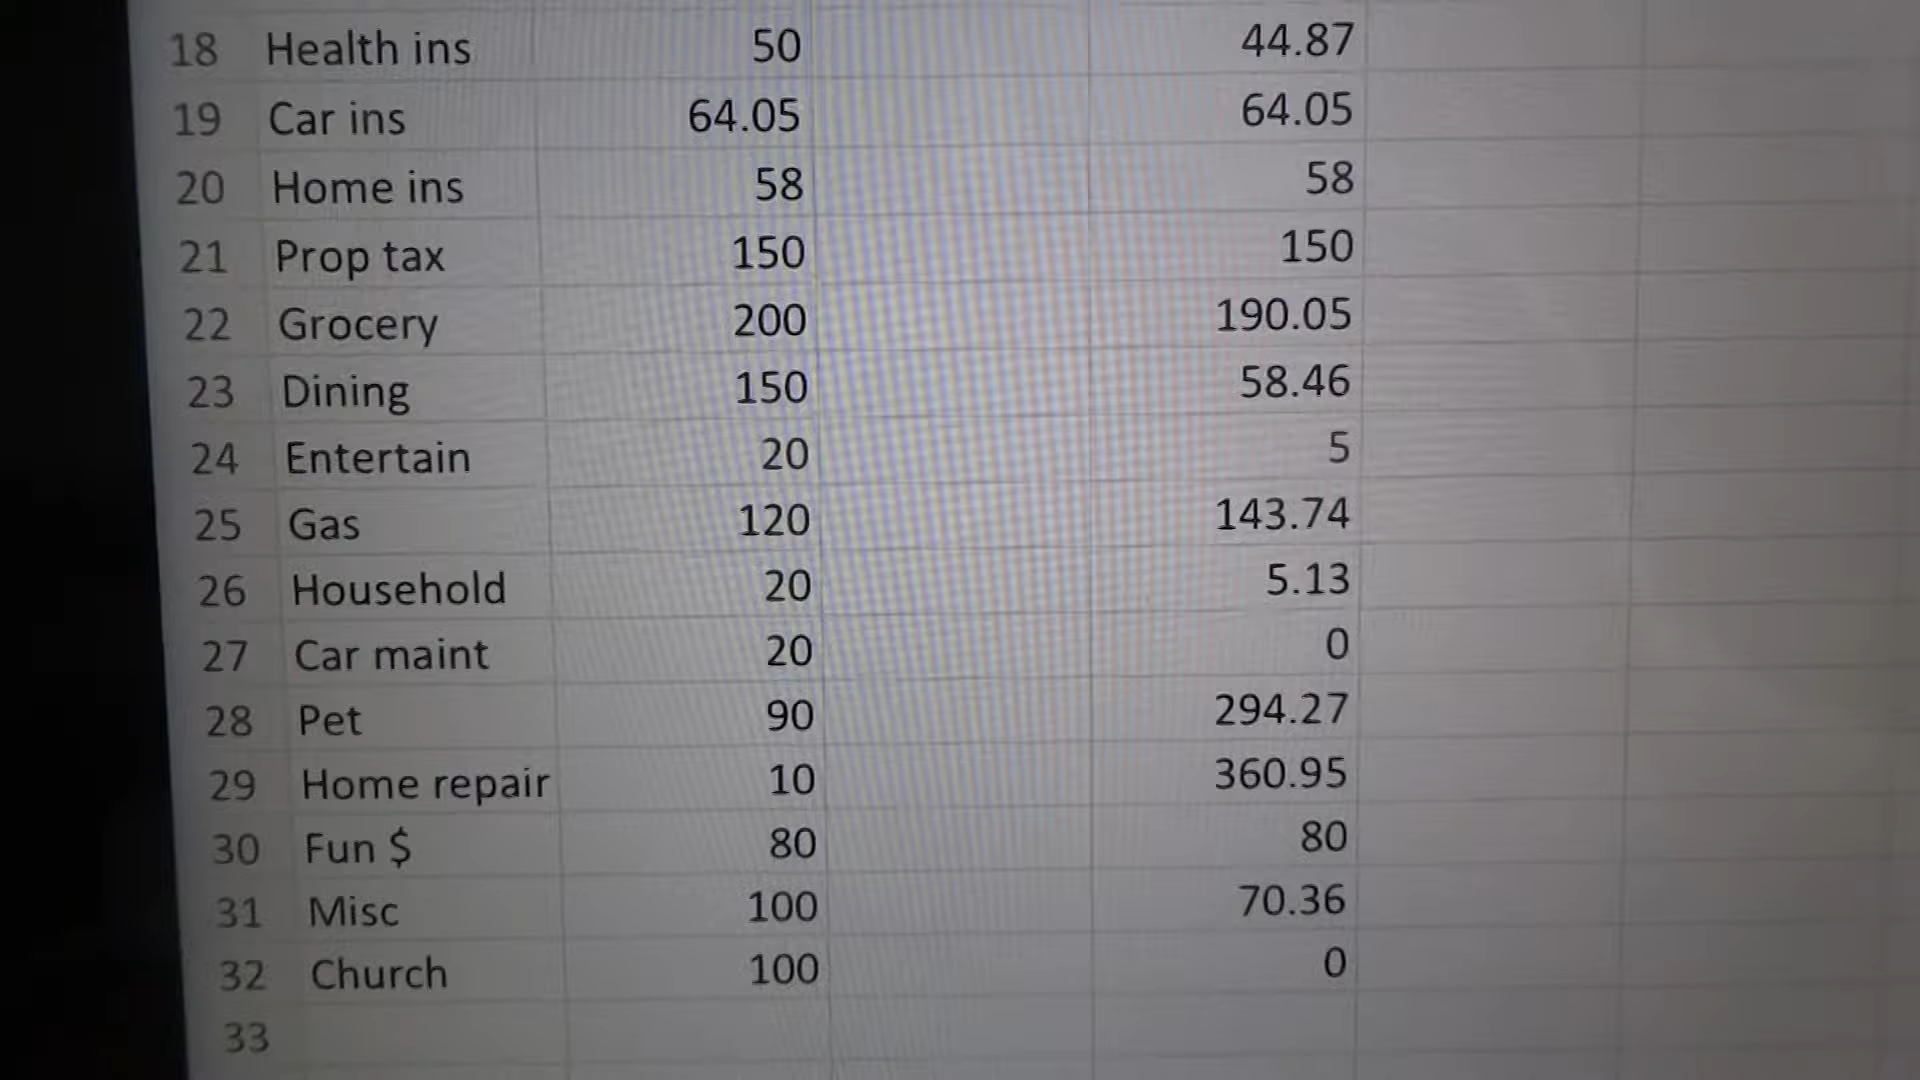 18 Health ins 50 44.87
19 Car ins 64.05 64.05
20 Home ins 58 58
21 Prop tax 150 150
22 Grocery 200 190.05
23 Dining 150 58.46
24 Entertain 20 5
25 Gas 120 143.74
26 Household 20 5.13
27 Car maint 20 0
28 Pet 90 294.27
29 Home repair 10 360.95
30 Fun $ 80 80
31 Misc 100 70.36
32 Church 100 0
33